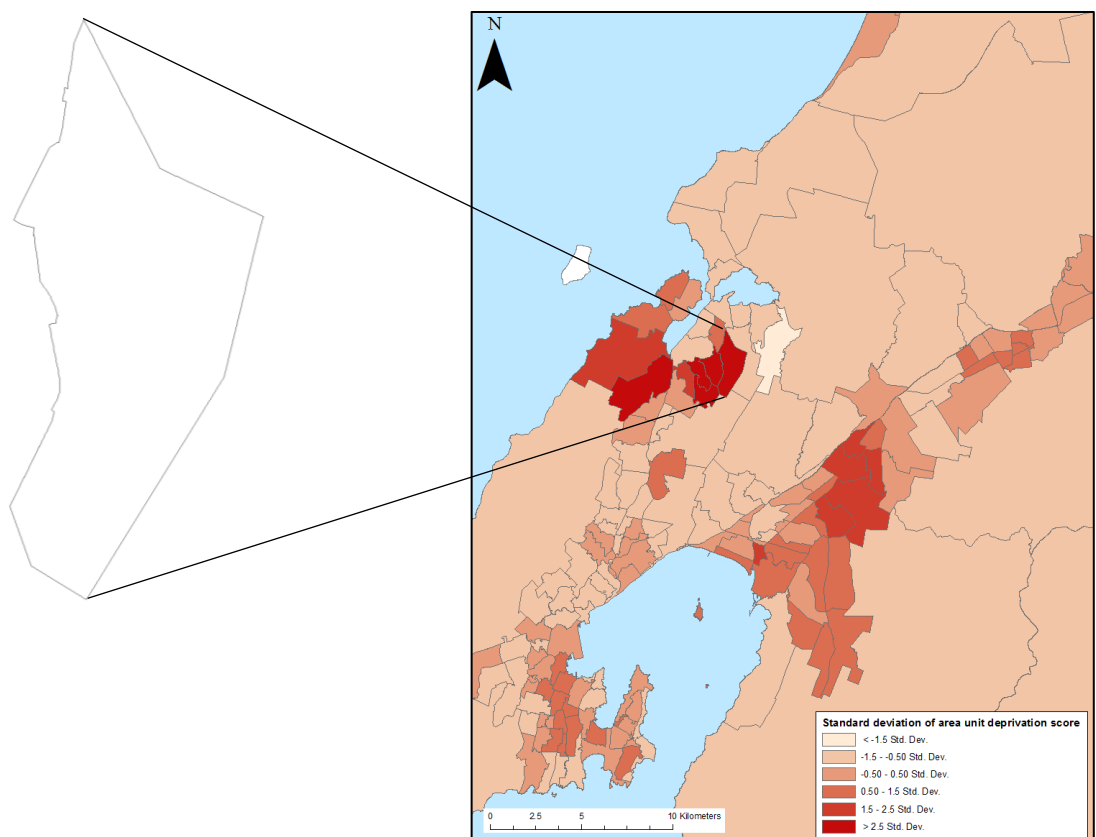 N
Standard deviation of area unit deprivation score
< -1.5 Std. Dev.
-1.5 - -0.50 Std. Dev.
-0.50 - 0.50 Std. Dev.
0.50 - 1.5 Std. Dev.
1.5 - 2.5 Std. Dev.
> 2.5 Std. Dev.
0 2.5 5 10 Kilometers